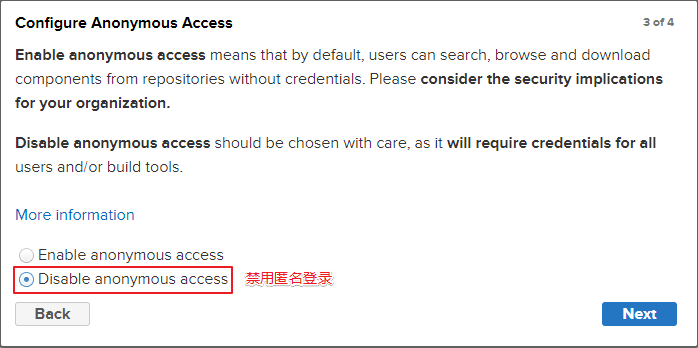 Configure Anonymous Access 3 of 4
Enable anonymous access means that by default, users can search, browse and download
components from repositories without credentials. Please consider the security implications
for your organization.
Disable anonymous access should be chosen with care, as it will require credentials for all
users and/or build tools.
More information
Enable anonymous access
Disable anonymous access 禁用匿名登录
Back Next